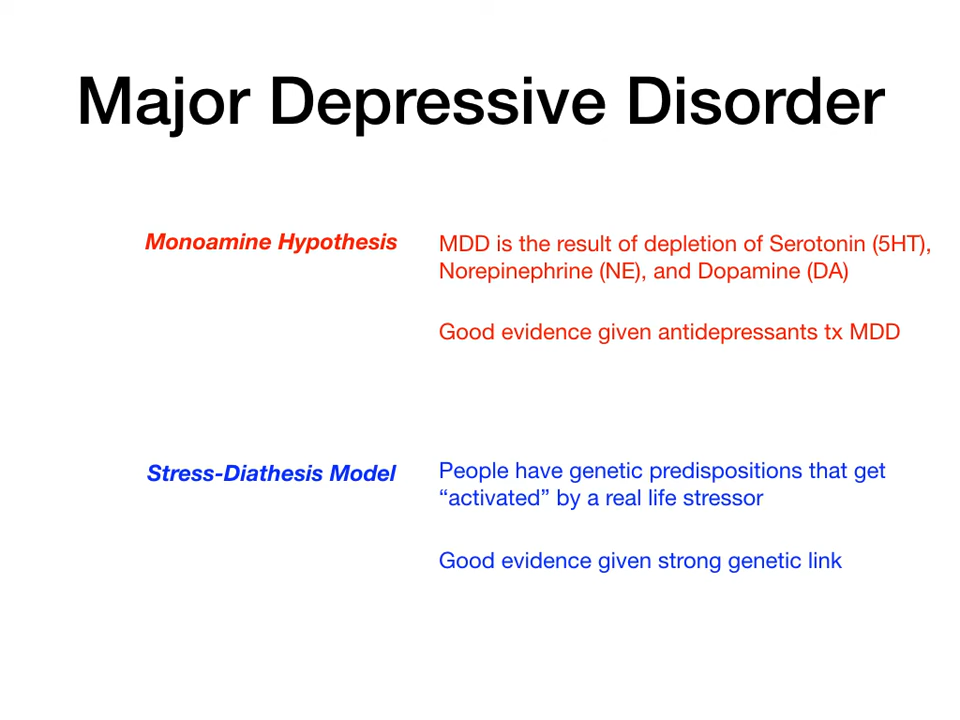 Major Depressive Disorder
Monoamine Hypothesis
MDD is the result of depletion of Serotonin (5HT),
Norepinephrine (NE), and Dopamine (DA)
Good evidence given antidepressants tx MDD
Stress-Diathesis Model
People have genetic predispositions that get
“activated” by a real life stressor
Good evidence given strong genetic link